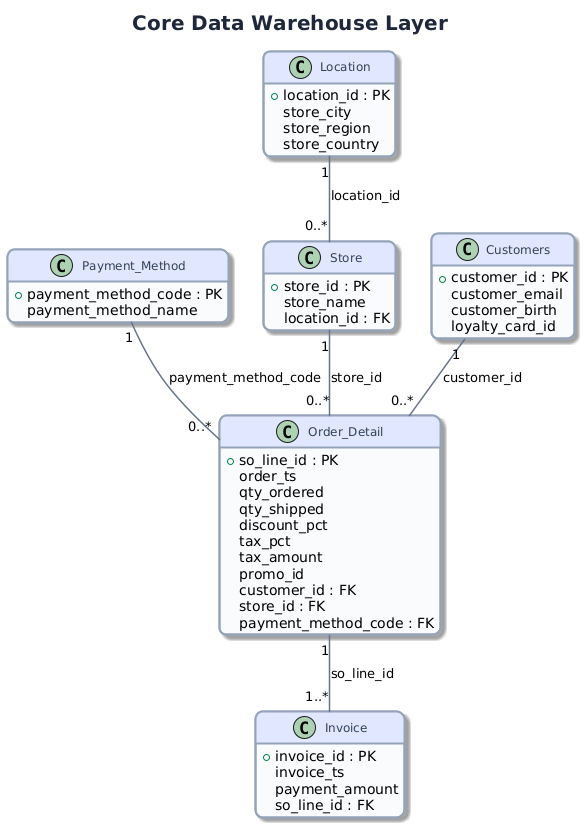 Core Data Warehouse Layer
C Location
location_id : PK
store_city
store_region
store_country
1
location_id
0..*
C Payment_Method
payment_method_code : PK
payment_method_name
C Store
store_id : PK
store_name
location_id : FK
C Customers
customer_id : PK
customer_email
customer_birth
loyalty_card_id
1
payment_method_code
0..*
1
store_id
0..*
1
customer_id
0..*
C Order_Detail
so_line_id : PK
order_ts
qty_ordered
qty_shipped
discount_pct
tax_pct
tax_amount
promo_id
customer_id : FK
store_id : FK
payment_method_code : FK
1
so_line_id
1..*
C Invoice
invoice_id : PK
invoice_ts
payment_amount
so_line_id : FK